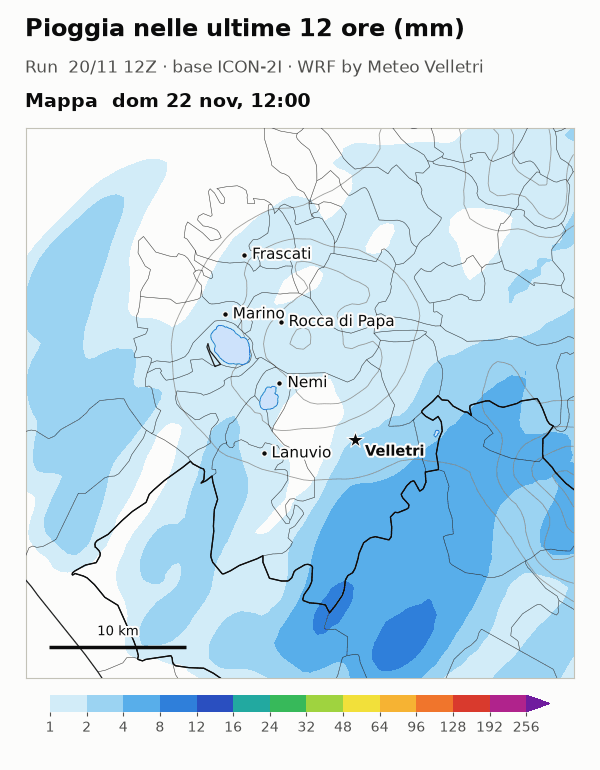 Pioggia nelle ultime 12 ore (mm)
Run  20/11 12Z · base ICON-2I · WRF by Meteo Velletri
Mappa  dom 22 nov, 12:00
Frascati
Marino
Rocca di Papa
Nemi
Velletri
Lanuvio
10 km
1 2 4 8 12 16 24 32 48 64 96 128 192 256